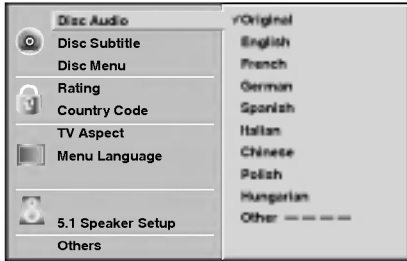 Disc Audio
Disc Subtitle
Disc Menu
Rating
Country Code
TV Aspect
Menu Language
5.1 Speaker Setup
Others
✓Original
English
French
German
Spanish
Italian
Chinese
Polish
Hungarian
Other — — — —